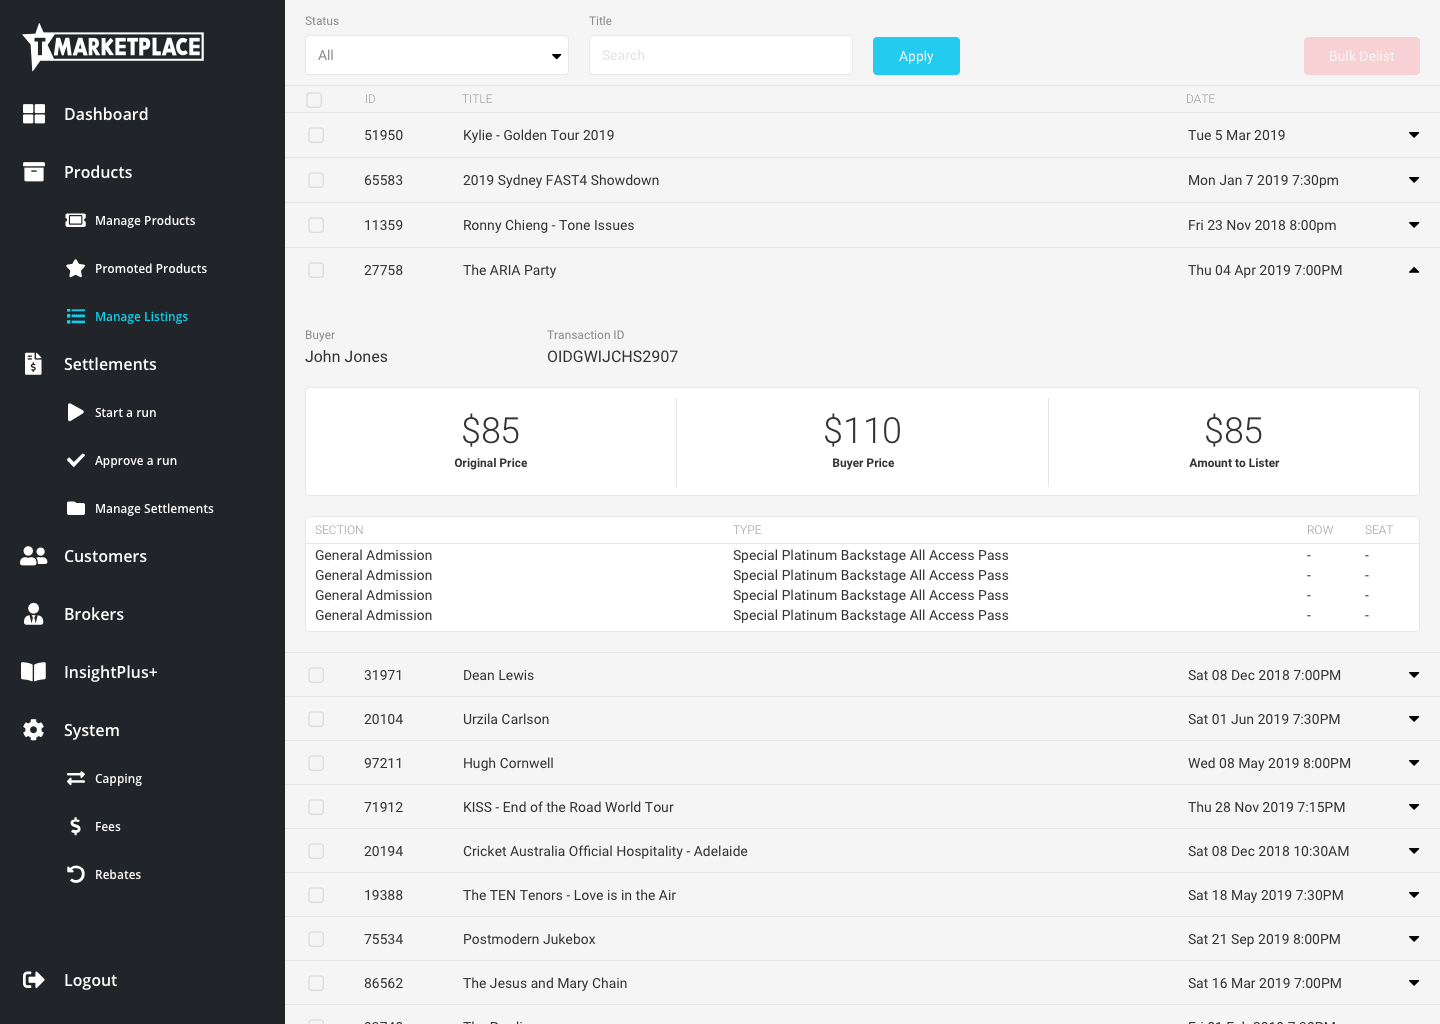 TMARKETPLACE
Dashboard
Products
Manage Products
Promoted Products
Manage Listings
Settlements
Start a run
Approve a run
Manage Settlements
Customers
Brokers
InsightPlus+
System
Capping
Fees
Rebates
Logout
Status Title
All Search Apply Bulk Delist
ID TITLE DATE
51950 Kylie - Golden Tour 2019 Tue 5 Mar 2019
65583 2019 Sydney FAST4 Showdown Mon Jan 7 2019 7:30pm
11359 Ronny Chieng - Tone Issues Fri 23 Nov 2018 8:00pm
27758 The ARIA Party Thu 04 Apr 2019 7:00PM
Buyer Transaction ID
John Jones OIDGWIJCHS2907
$85 $110 $85
Original Price Buyer Price Amount to Lister
SECTION TYPE ROW SEAT
General Admission Special Platinum Backstage All Access Pass - -
General Admission Special Platinum Backstage All Access Pass - -
General Admission Special Platinum Backstage All Access Pass - -
General Admission Special Platinum Backstage All Access Pass - -
31971 Dean Lewis Sat 08 Dec 2018 7:00PM
20104 Urzila Carlson Sat 01 Jun 2019 7:30PM
97211 Hugh Cornwell Wed 08 May 2019 8:00PM
71912 KISS - End of the Road World Tour Thu 28 Nov 2019 7:15PM
20194 Cricket Australia Official Hospitality - Adelaide Sat 08 Dec 2018 10:30AM
19388 The TEN Tenors - Love is in the Air Sat 18 May 2019 7:30PM
75534 Postmodern Jukebox Sat 21 Sep 2019 8:00PM
86562 The Jesus and Mary Chain Sat 16 Mar 2019 7:00PM